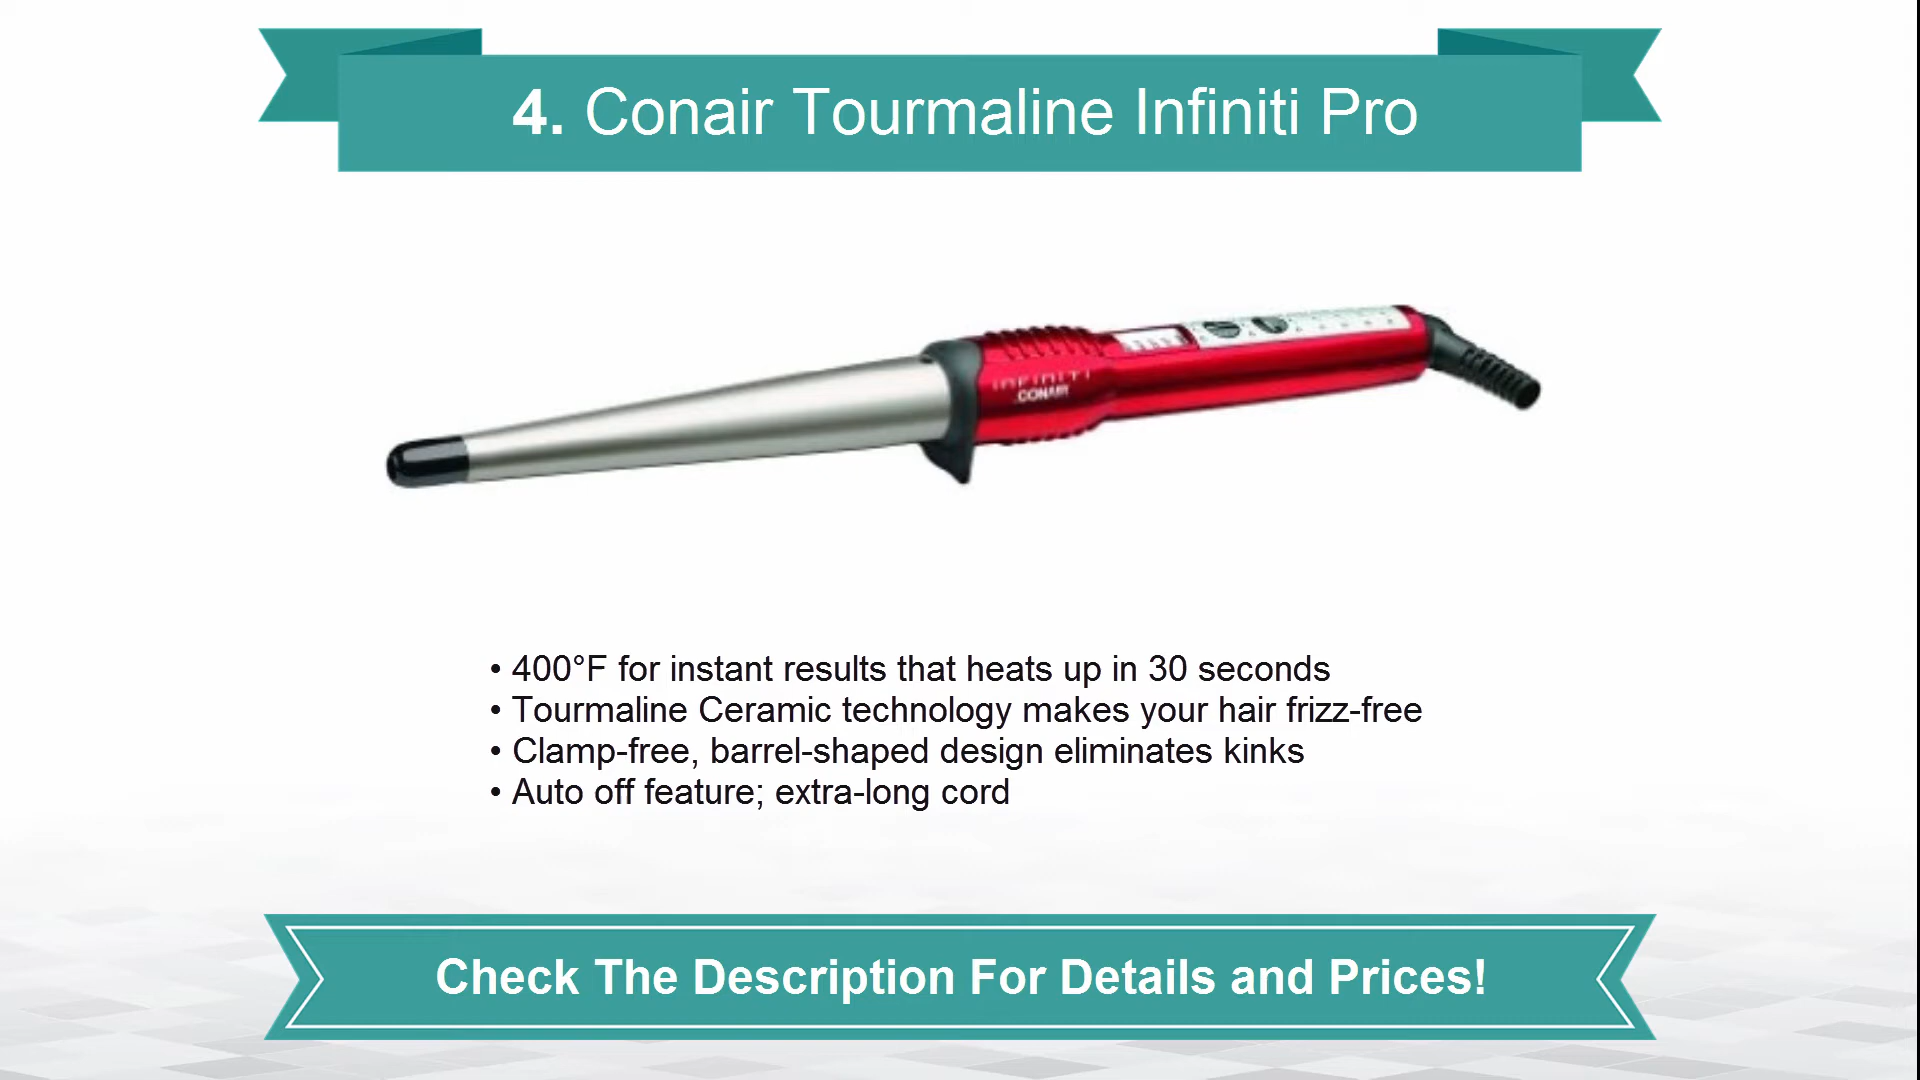 4. Conair Tourmaline Infiniti Pro
INFINITI
CONAIR
• 400°F for instant results that heats up in 30 seconds
• Tourmaline Ceramic technology makes your hair frizz-free
• Clamp-free, barrel-shaped design eliminates kinks
• Auto off feature; extra-long cord
Check The Description For Details and Prices!